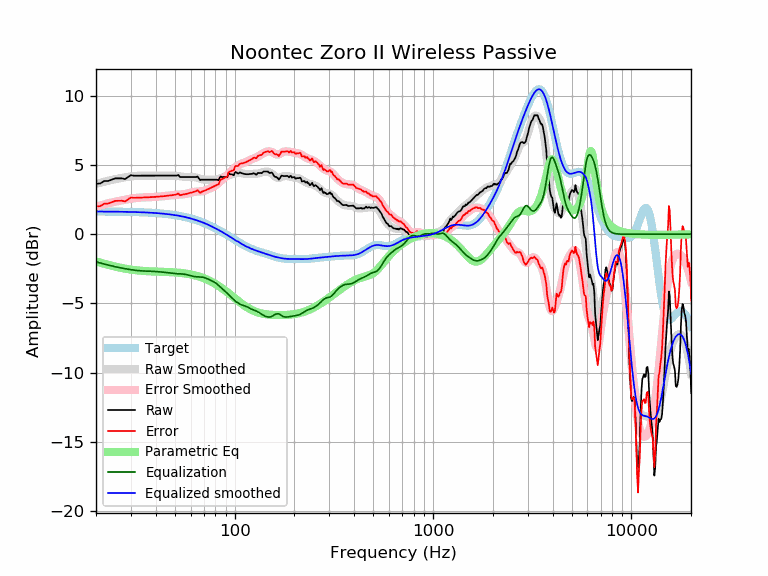 Noontec Zoro II Wireless Passive
Amplitude (dBr)
10
5
0
−5
−10
−15
−20
Target
Raw Smoothed
Error Smoothed
Raw
Error
Parametric Eq
Equalization
Equalized smoothed
100
1000
10000
Frequency (Hz)